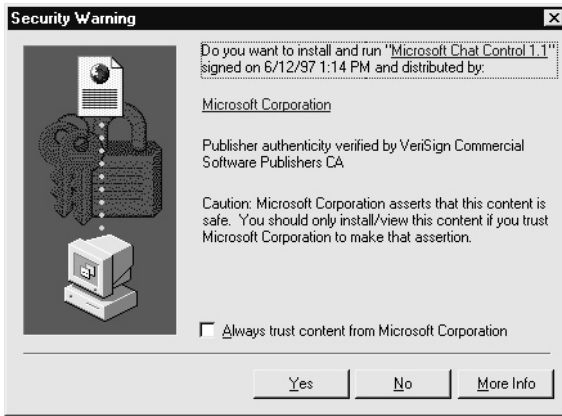 Security Warning
Do you want to install and run "Microsoft Chat Control 1.1"
signed on 6/12/97 1:14 PM and distributed by:
Microsoft Corporation
Publisher authenticity verified by VeriSign Commercial
Software Publishers CA
Caution: Microsoft Corporation asserts that this content is
safe.  You should only install/view this content if you trust
Microsoft Corporation to make that assertion.
Always trust content from Microsoft Corporation
Yes
No
More Info